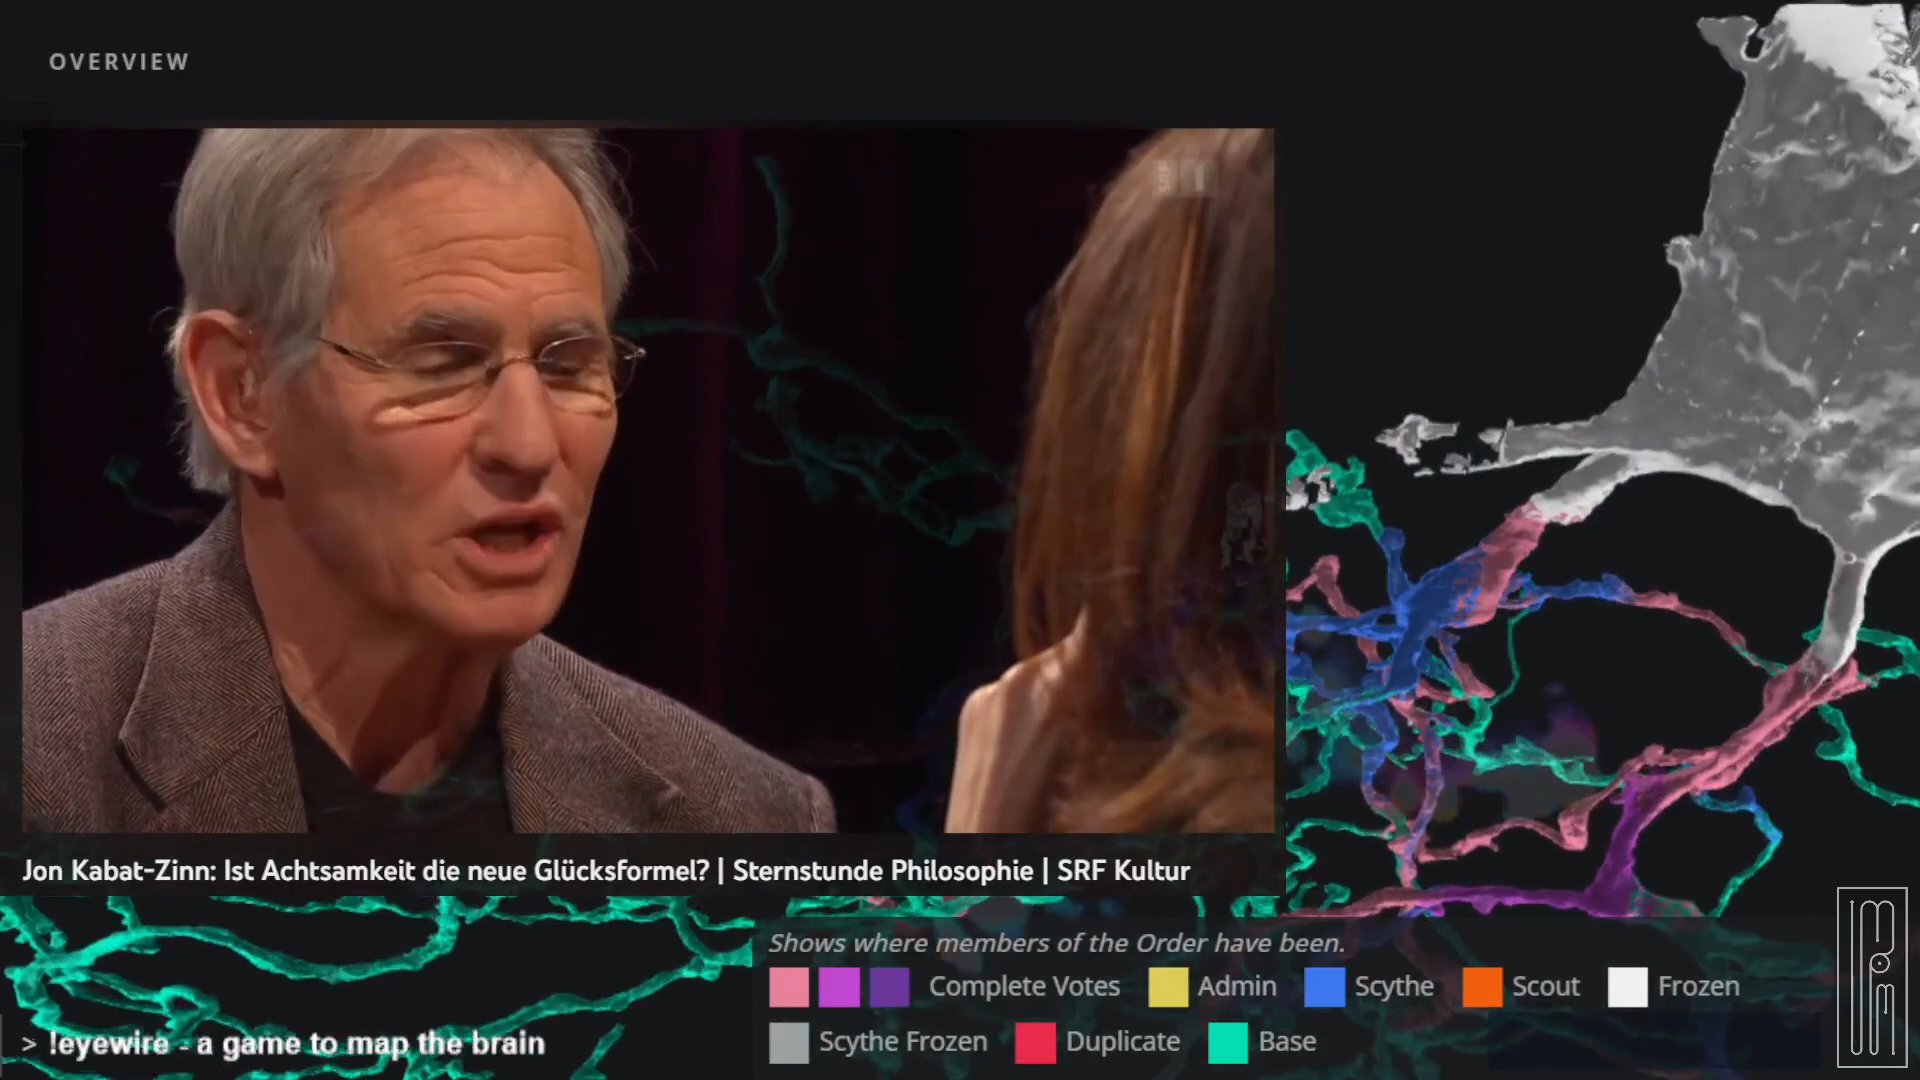 OVERVIEW
Jon Kabat-Zinn: Ist Achtsamkeit die neue Glücksformel? | Sternstunde Philosophie | SRF Kultur
Shows where members of the Order have been.
Complete Votes Admin Scythe Scout Frozen
Scythe Frozen Duplicate Base
> !eyewire - a game to map the brain